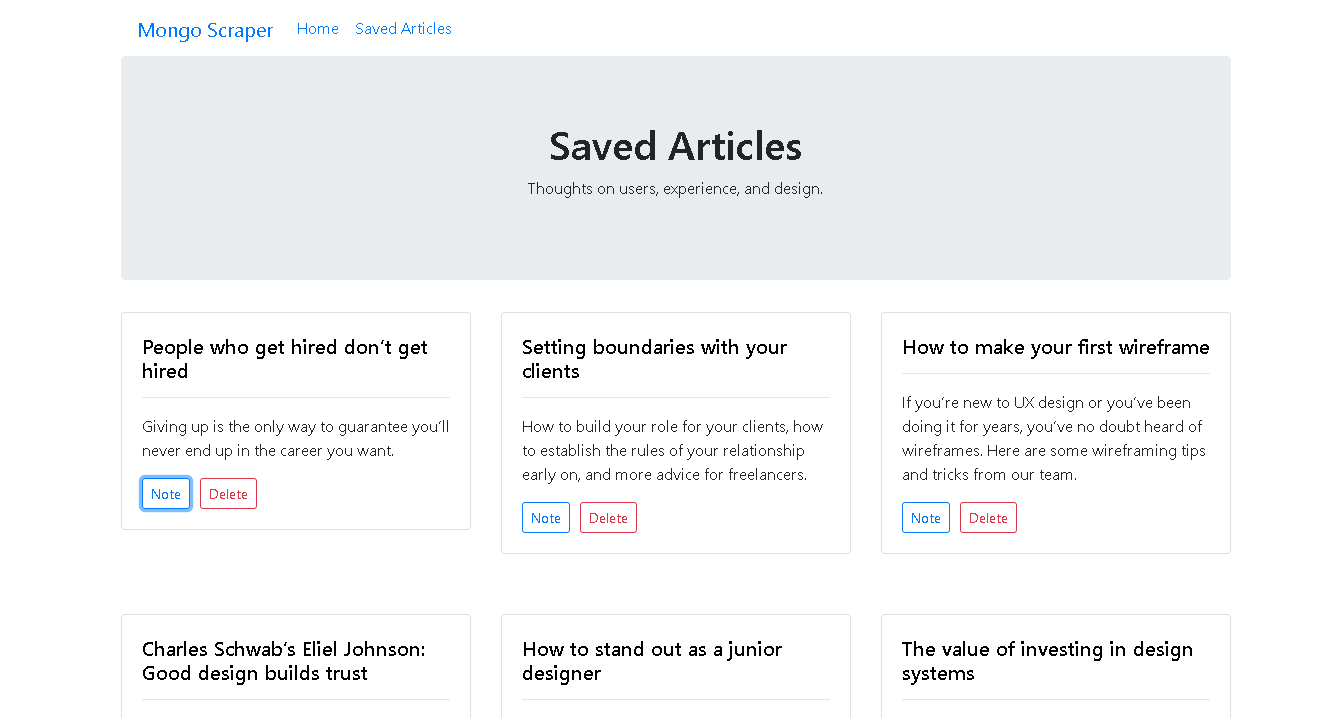 Mongo Scraper Home Saved Articles
Saved Articles
Thoughts on users, experience, and design.
People who get hired don’t get
hired
Giving up is the only way to guarantee you’ll
never end up in the career you want.
Note Delete
Setting boundaries with your
clients
How to build your role for your clients, how
to establish the rules of your relationship
early on, and more advice for freelancers.
Note Delete
How to make your first wireframe
If you’re new to UX design or you’ve been
doing it for years, you’ve no doubt heard of
wireframes. Here are some wireframing tips
and tricks from our team.
Note Delete
Charles Schwab’s Eliel Johnson:
Good design builds trust
How to stand out as a junior
designer
The value of investing in design
systems